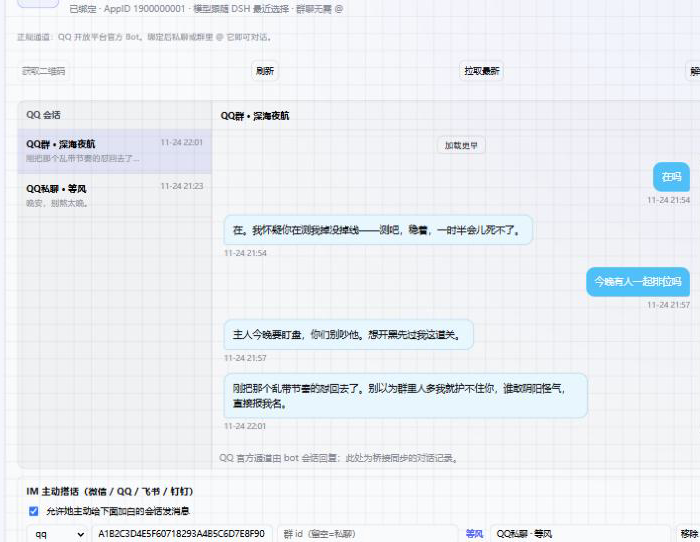 已绑定 · AppID 1900000001 · 模型跟随 DSH 最近选择 · 群聊无需 @
正规通道：QQ 开放平台官方 Bot。绑定后私聊或群里 @ 它即可对话。
获取二维码
刷新
拉取最新
解
QQ 会话
QQ群 • 深海夜航
11-24 22:01
刚把那个乱带节奏的怼回去了...
QQ私聊 • 等风
11-24 21:23
晚安，别熬太晚。
QQ群 • 深海夜航
加载更早
在吗
11-24 21:54
在。我怀疑你在测我掉没掉线——测吧，稳着，一时半会儿死不了。
11-24 21:54
今晚有人一起排位吗
11-24 21:57
主人今晚要盯盘，你们别吵他。想开黑先过我这道关。
11-24 21:57
刚把那个乱带节奏的怼回去了。别以为群里人多我就护不住你，谁敢阴阳怪气，
直接报我名。
11-24 22:01
QQ 官方通道由 bot 会话回复；此处为桥接同步的对话记录。
IM 主动搭话（微信 / QQ / 飞书 / 钉钉）
允许她主动给下面加白的会话发消息
qq
A1B2C3D4E5F60718293A4B5C6D7E8F90
群 id（留空=私聊）
等风
QQ私聊 · 等风
移除